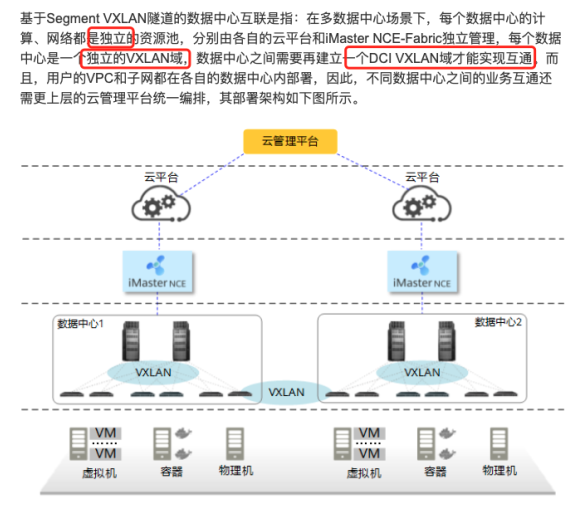 基于Segment VXLAN隧道的数据中心互联是指：在多数据中心场景下，每个数据中心的计
算、网络都是独立的资源池，分别由各自的云平台和iMaster NCE-Fabric独立管理，每个数据
中心是一个独立的VXLAN域，数据中心之间需要再建立一个DCI VXLAN域才能实现互通。而
且，用户的VPC和子网都在各自的数据中心内部署，因此，不同数据中心之间的业务互通还
需更上层的云管理平台统一编排，其部署架构如下图所示。
云管理平台
云平台
云平台
iMaster NCE
iMaster NCE
数据中心1
数据中心2
VXLAN
VXLAN
VXLAN
VM
......
VM
VM
......
VM
虚拟机
容器
物理机
虚拟机
容器
物理机